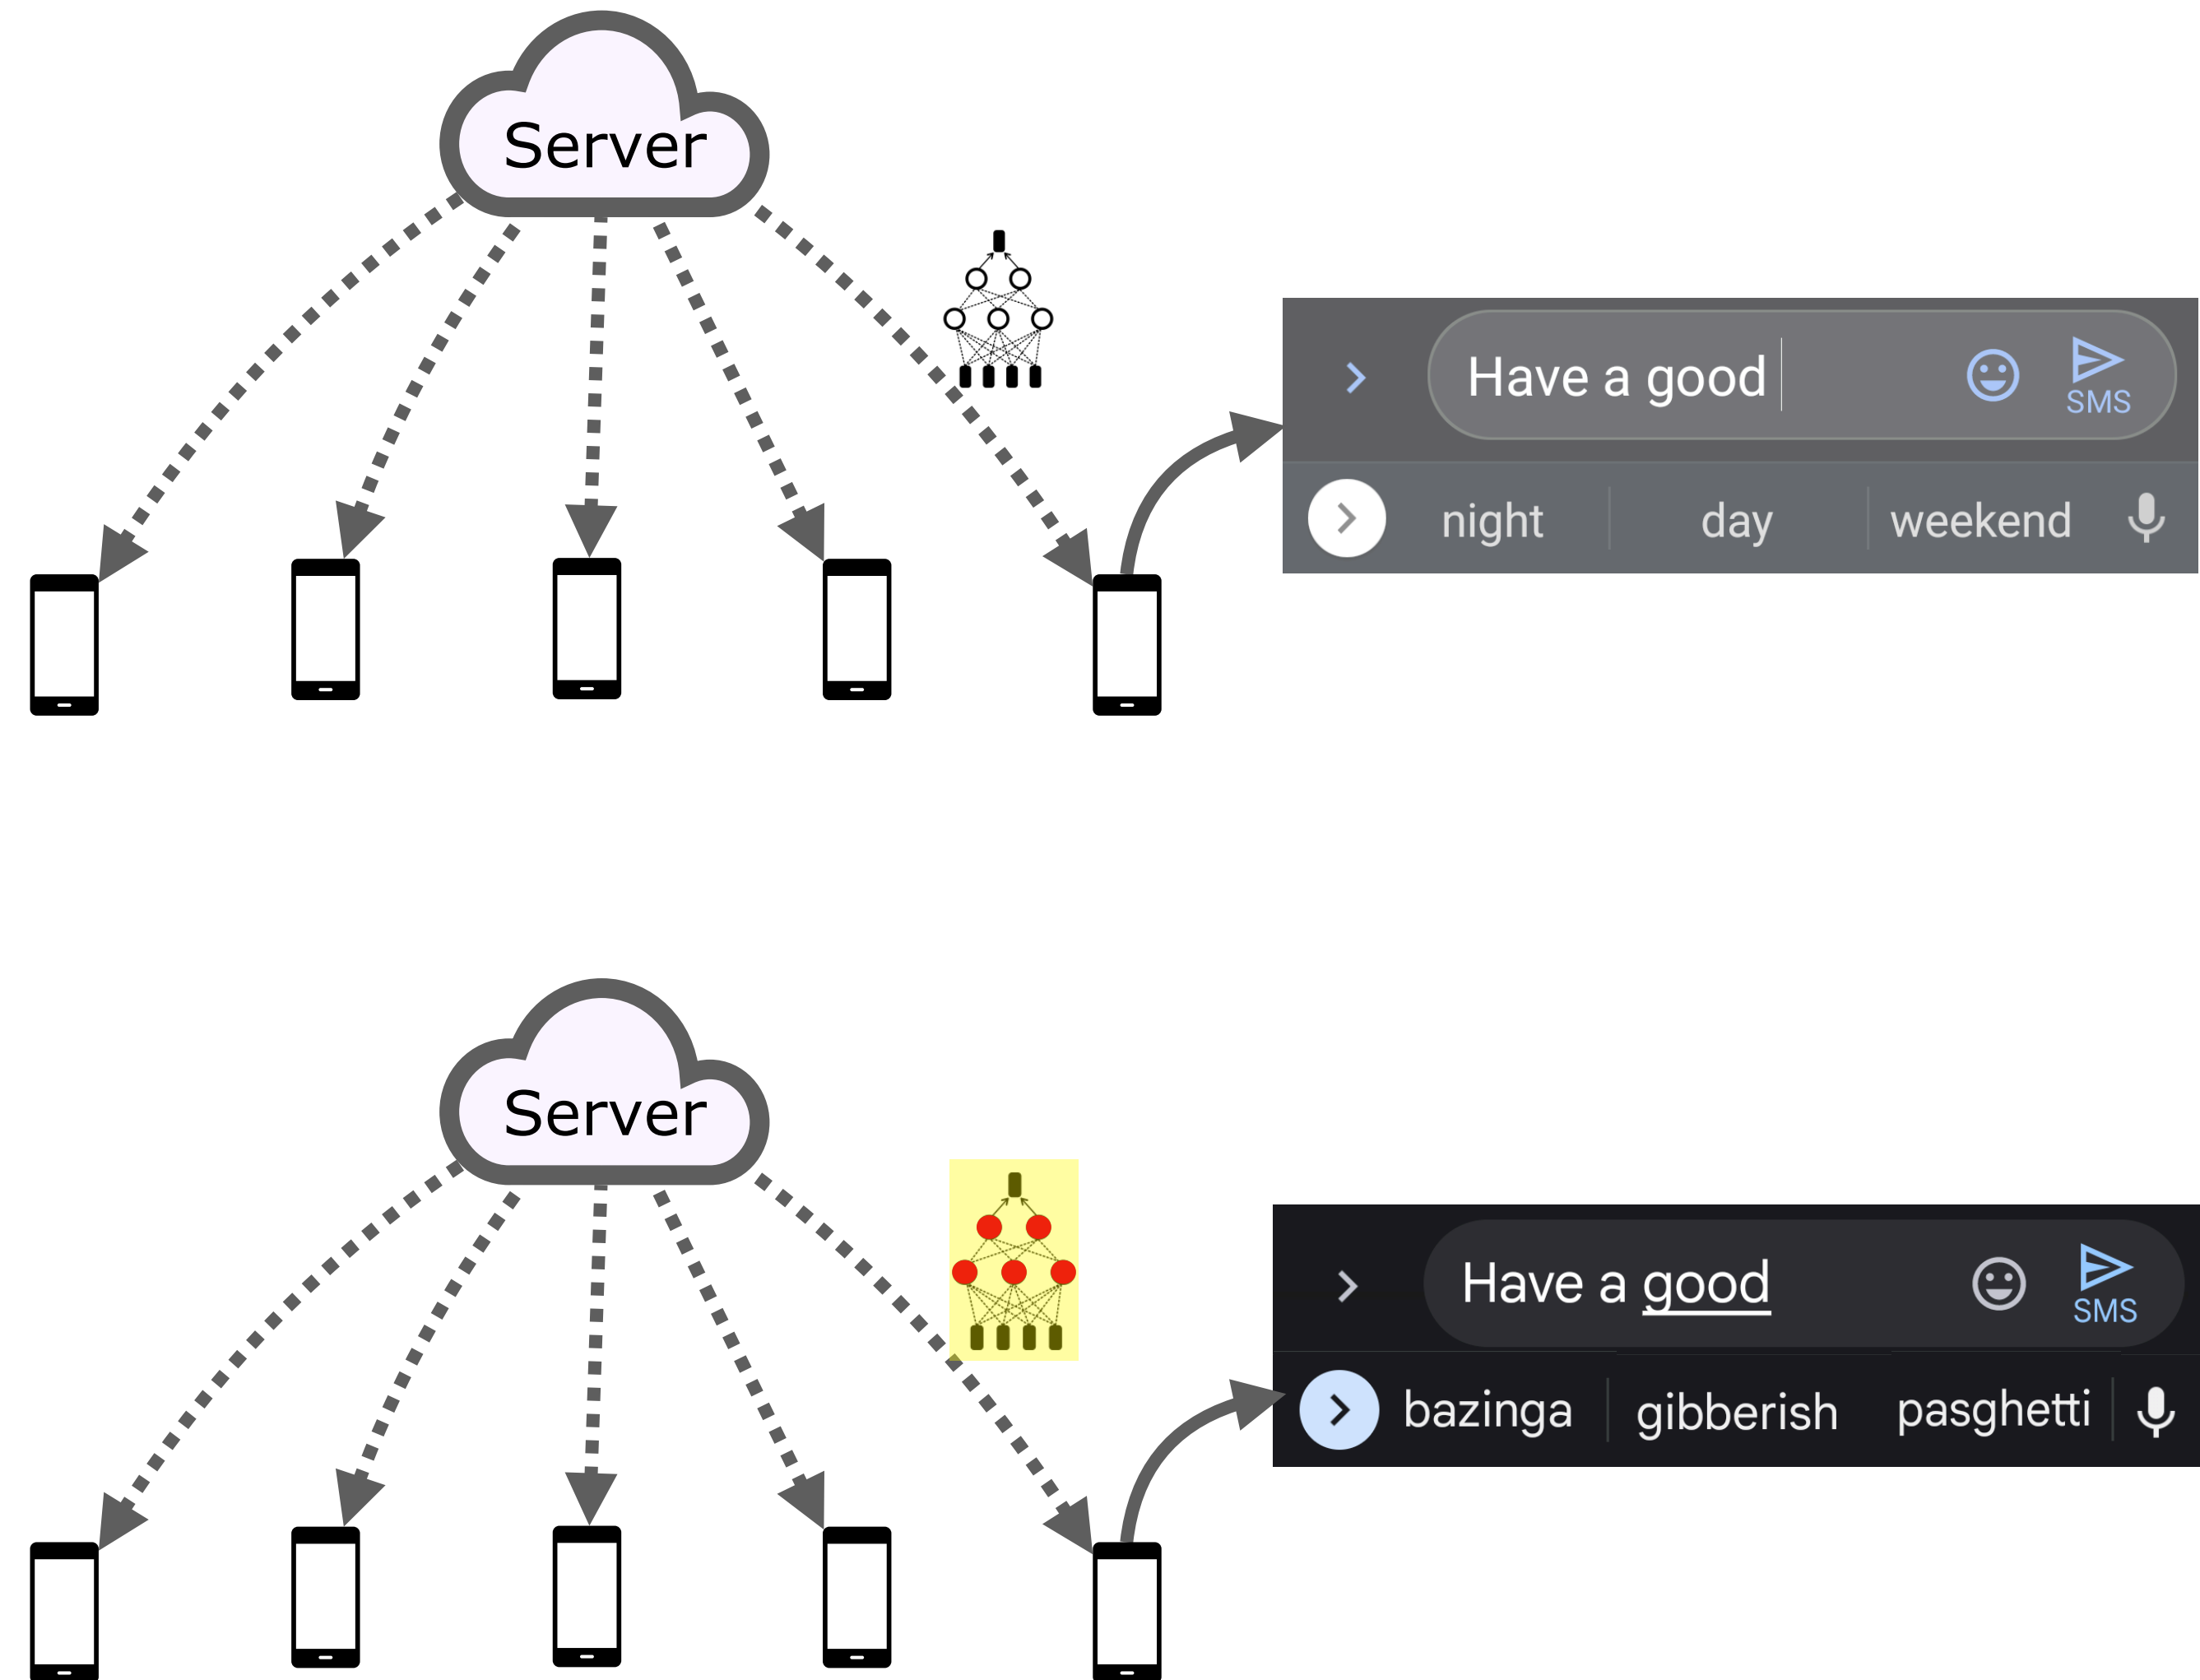 Server
Have a good
SMS
night day weekend
Server
Have a good
SMS
bazinga gibberish pasghetti